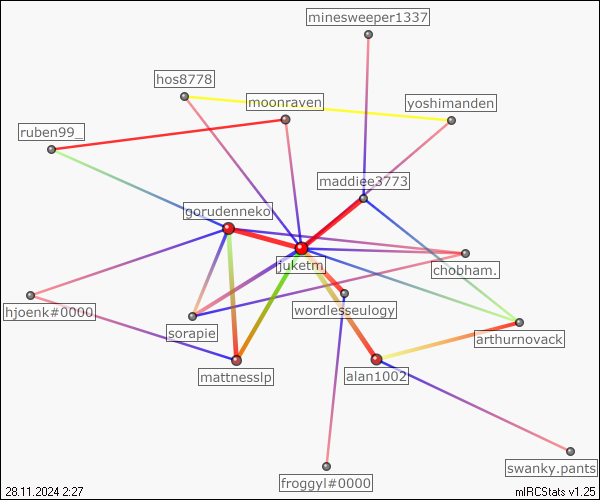 minesweeper1337
hos8778
moonraven
yoshimanden
ruben99_
maddiee3773
gorudenneko
juketn
chobham.
hjoenk#0000
wordlesseulogy
sorapie
arthurnovack
mattnesslp
alan1002
swanky.pants
froggyl#0000
28.11.2024 2:27
mIRCStats v1.25